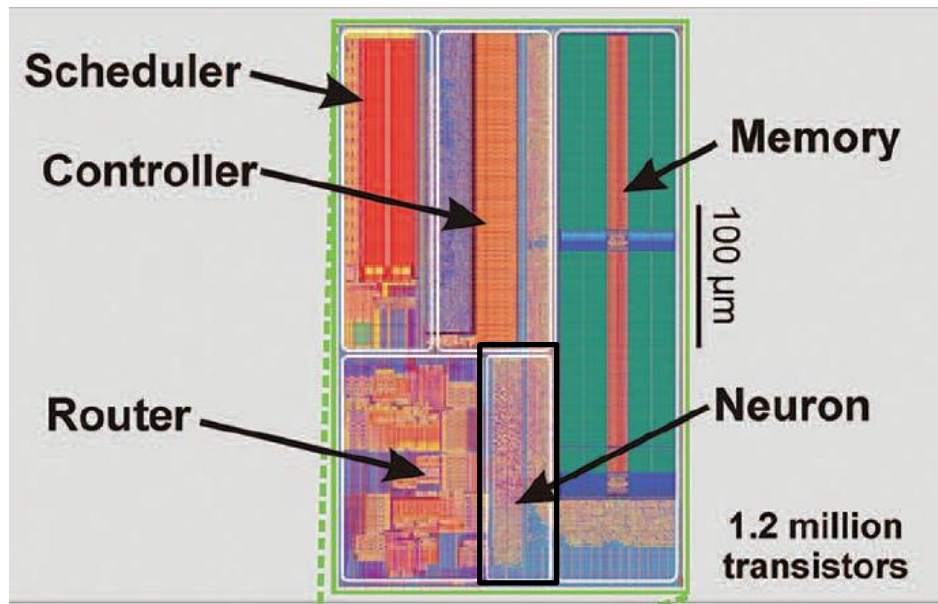 Scheduler
Controller
Router
Memory
100 µm
Neuron
1.2 million
transistors